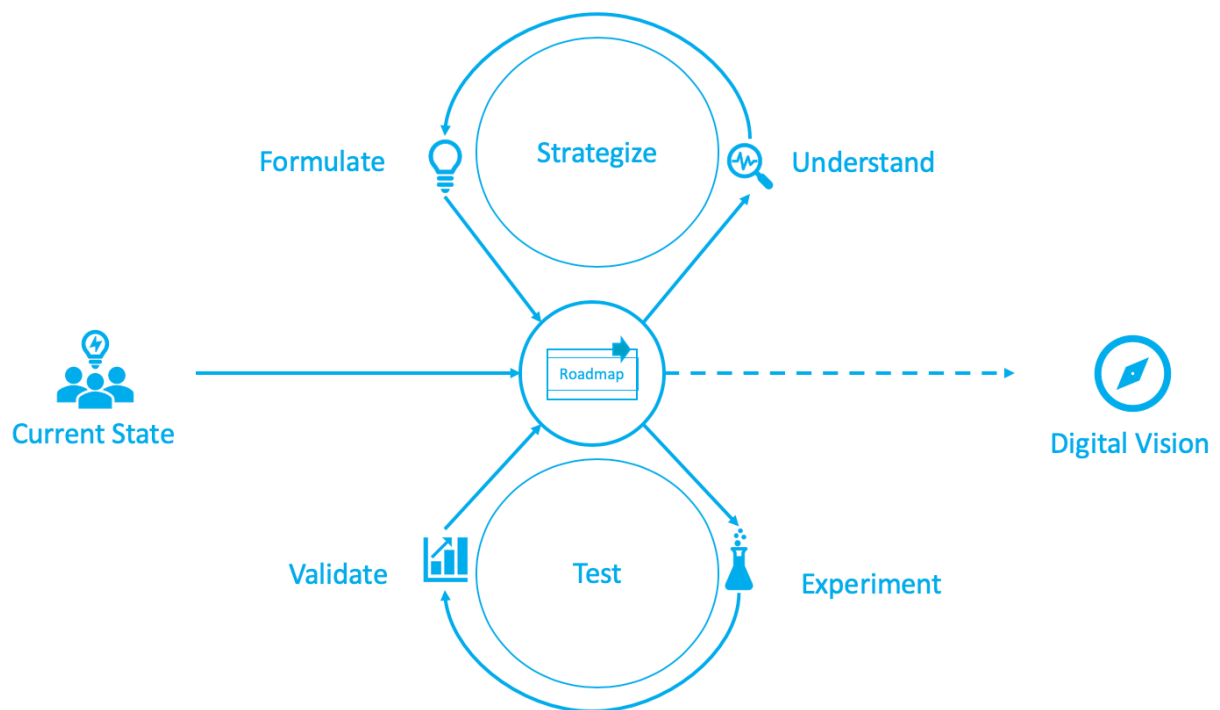 Strategize
Formulate
Understand
Roadmap
Current State
Digital Vision
Validate
Test
Experiment